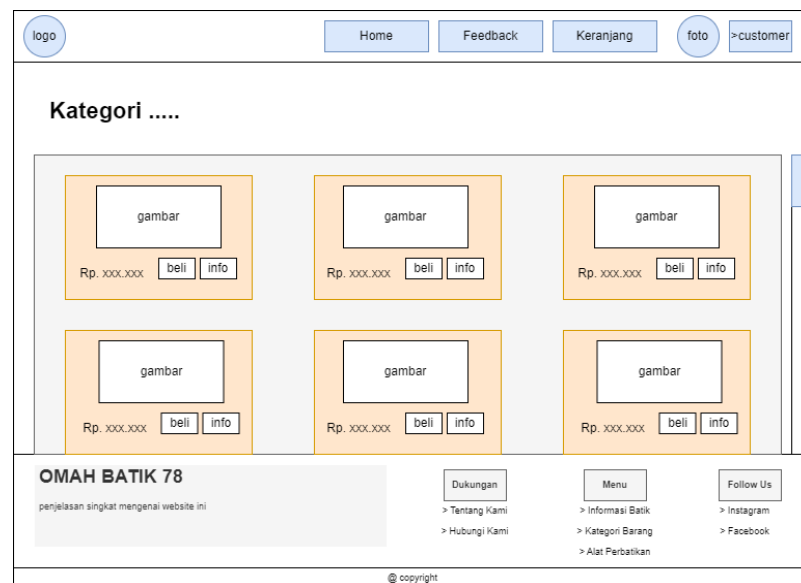 logo
Home
Feedback
Keranjang
foto
>customer
Kategori .....
gambar
gambar
gambar
Rp. xxx.xxx
beli
info
Rp. xxx.xxx
beli
info
Rp. xxx.xxx
beli
info
gambar
gambar
gambar
Rp. xxx.xxx
beli
info
Rp. xxx.xxx
beli
info
Rp. xxx.xxx
beli
info
OMAH BATIK 78
penjelasan singkat mengenai website ini
Dukungan
> Tentang Kami
> Hubungi Kami
Menu
> Informasi Batik
> Kategori Barang
> Alat Perbatikan
Follow Us
> Instagram
> Facebook
@ copyright